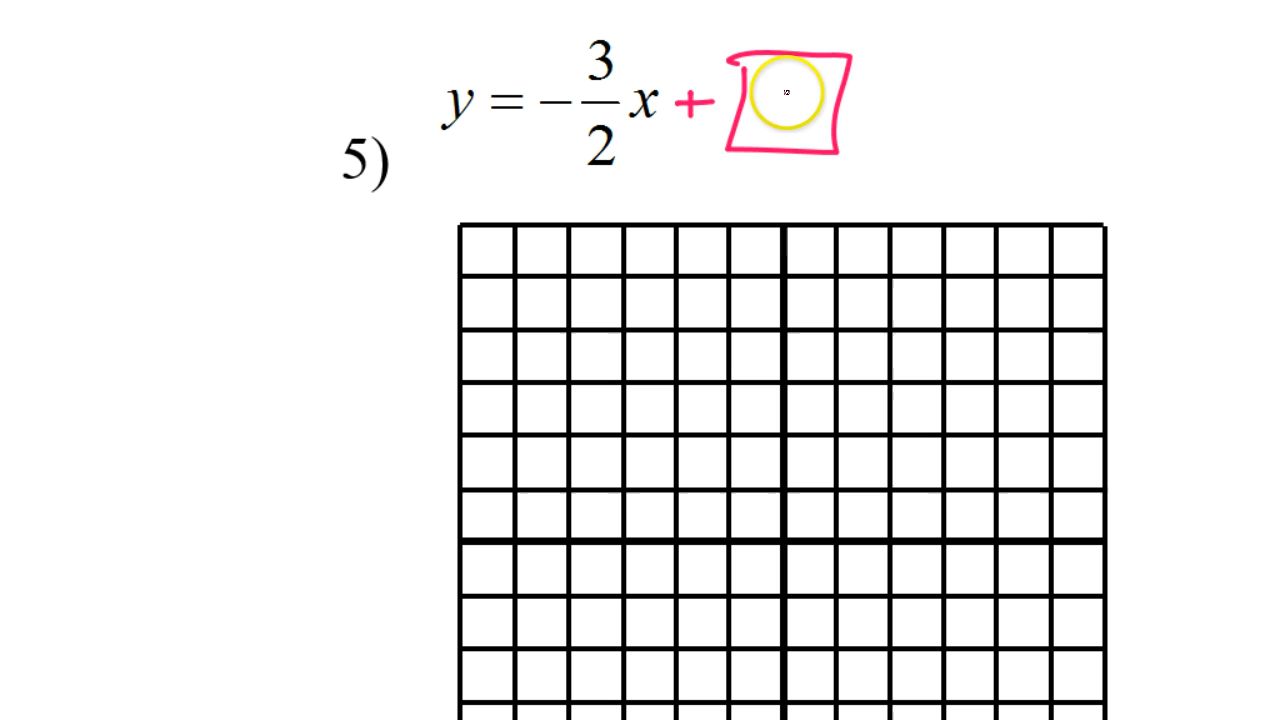 y = -3/2 x +
5)